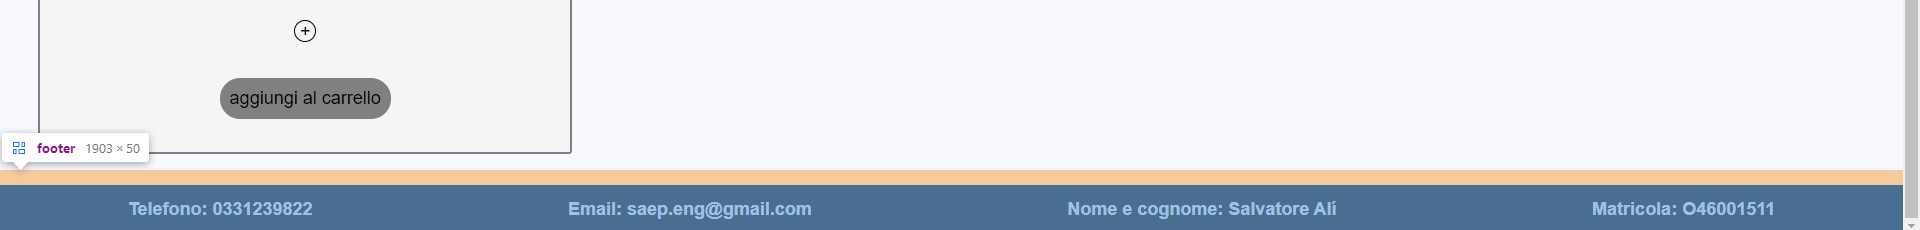 aggiungi al carrello
footer 1903 × 50
Telefono: 0331239822 Email: saep.eng@gmail.com Nome e cognome: Salvatore Alí Matricola: O46001511